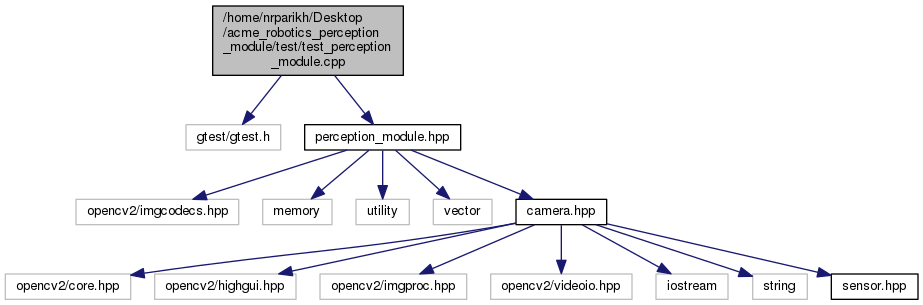 /home/nrparikh/Desktop
/acme_robotics_perception
_module/test/test_perception
_module.cpp
gtest/gtest.h
perception_module.hpp
opencv2/imgcodecs.hpp
memory
utility
vector
camera.hpp
opencv2/core.hpp
opencv2/highgui.hpp
opencv2/imgproc.hpp
opencv2/videoio.hpp
iostream
string
sensor.hpp